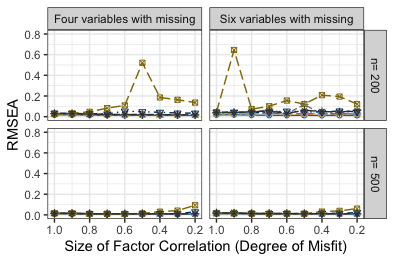 Four variables with missing
Six variables with missing
0.8
0.6
0.4
0.2
0.0
n= 200
RMSEA
0.8
0.6
0.4
0.2
0.0
n= 500
1.0 0.8 0.6 0.4 0.2
1.0 0.8 0.6 0.4 0.2
Size of Factor Correlation (Degree of Misfit)